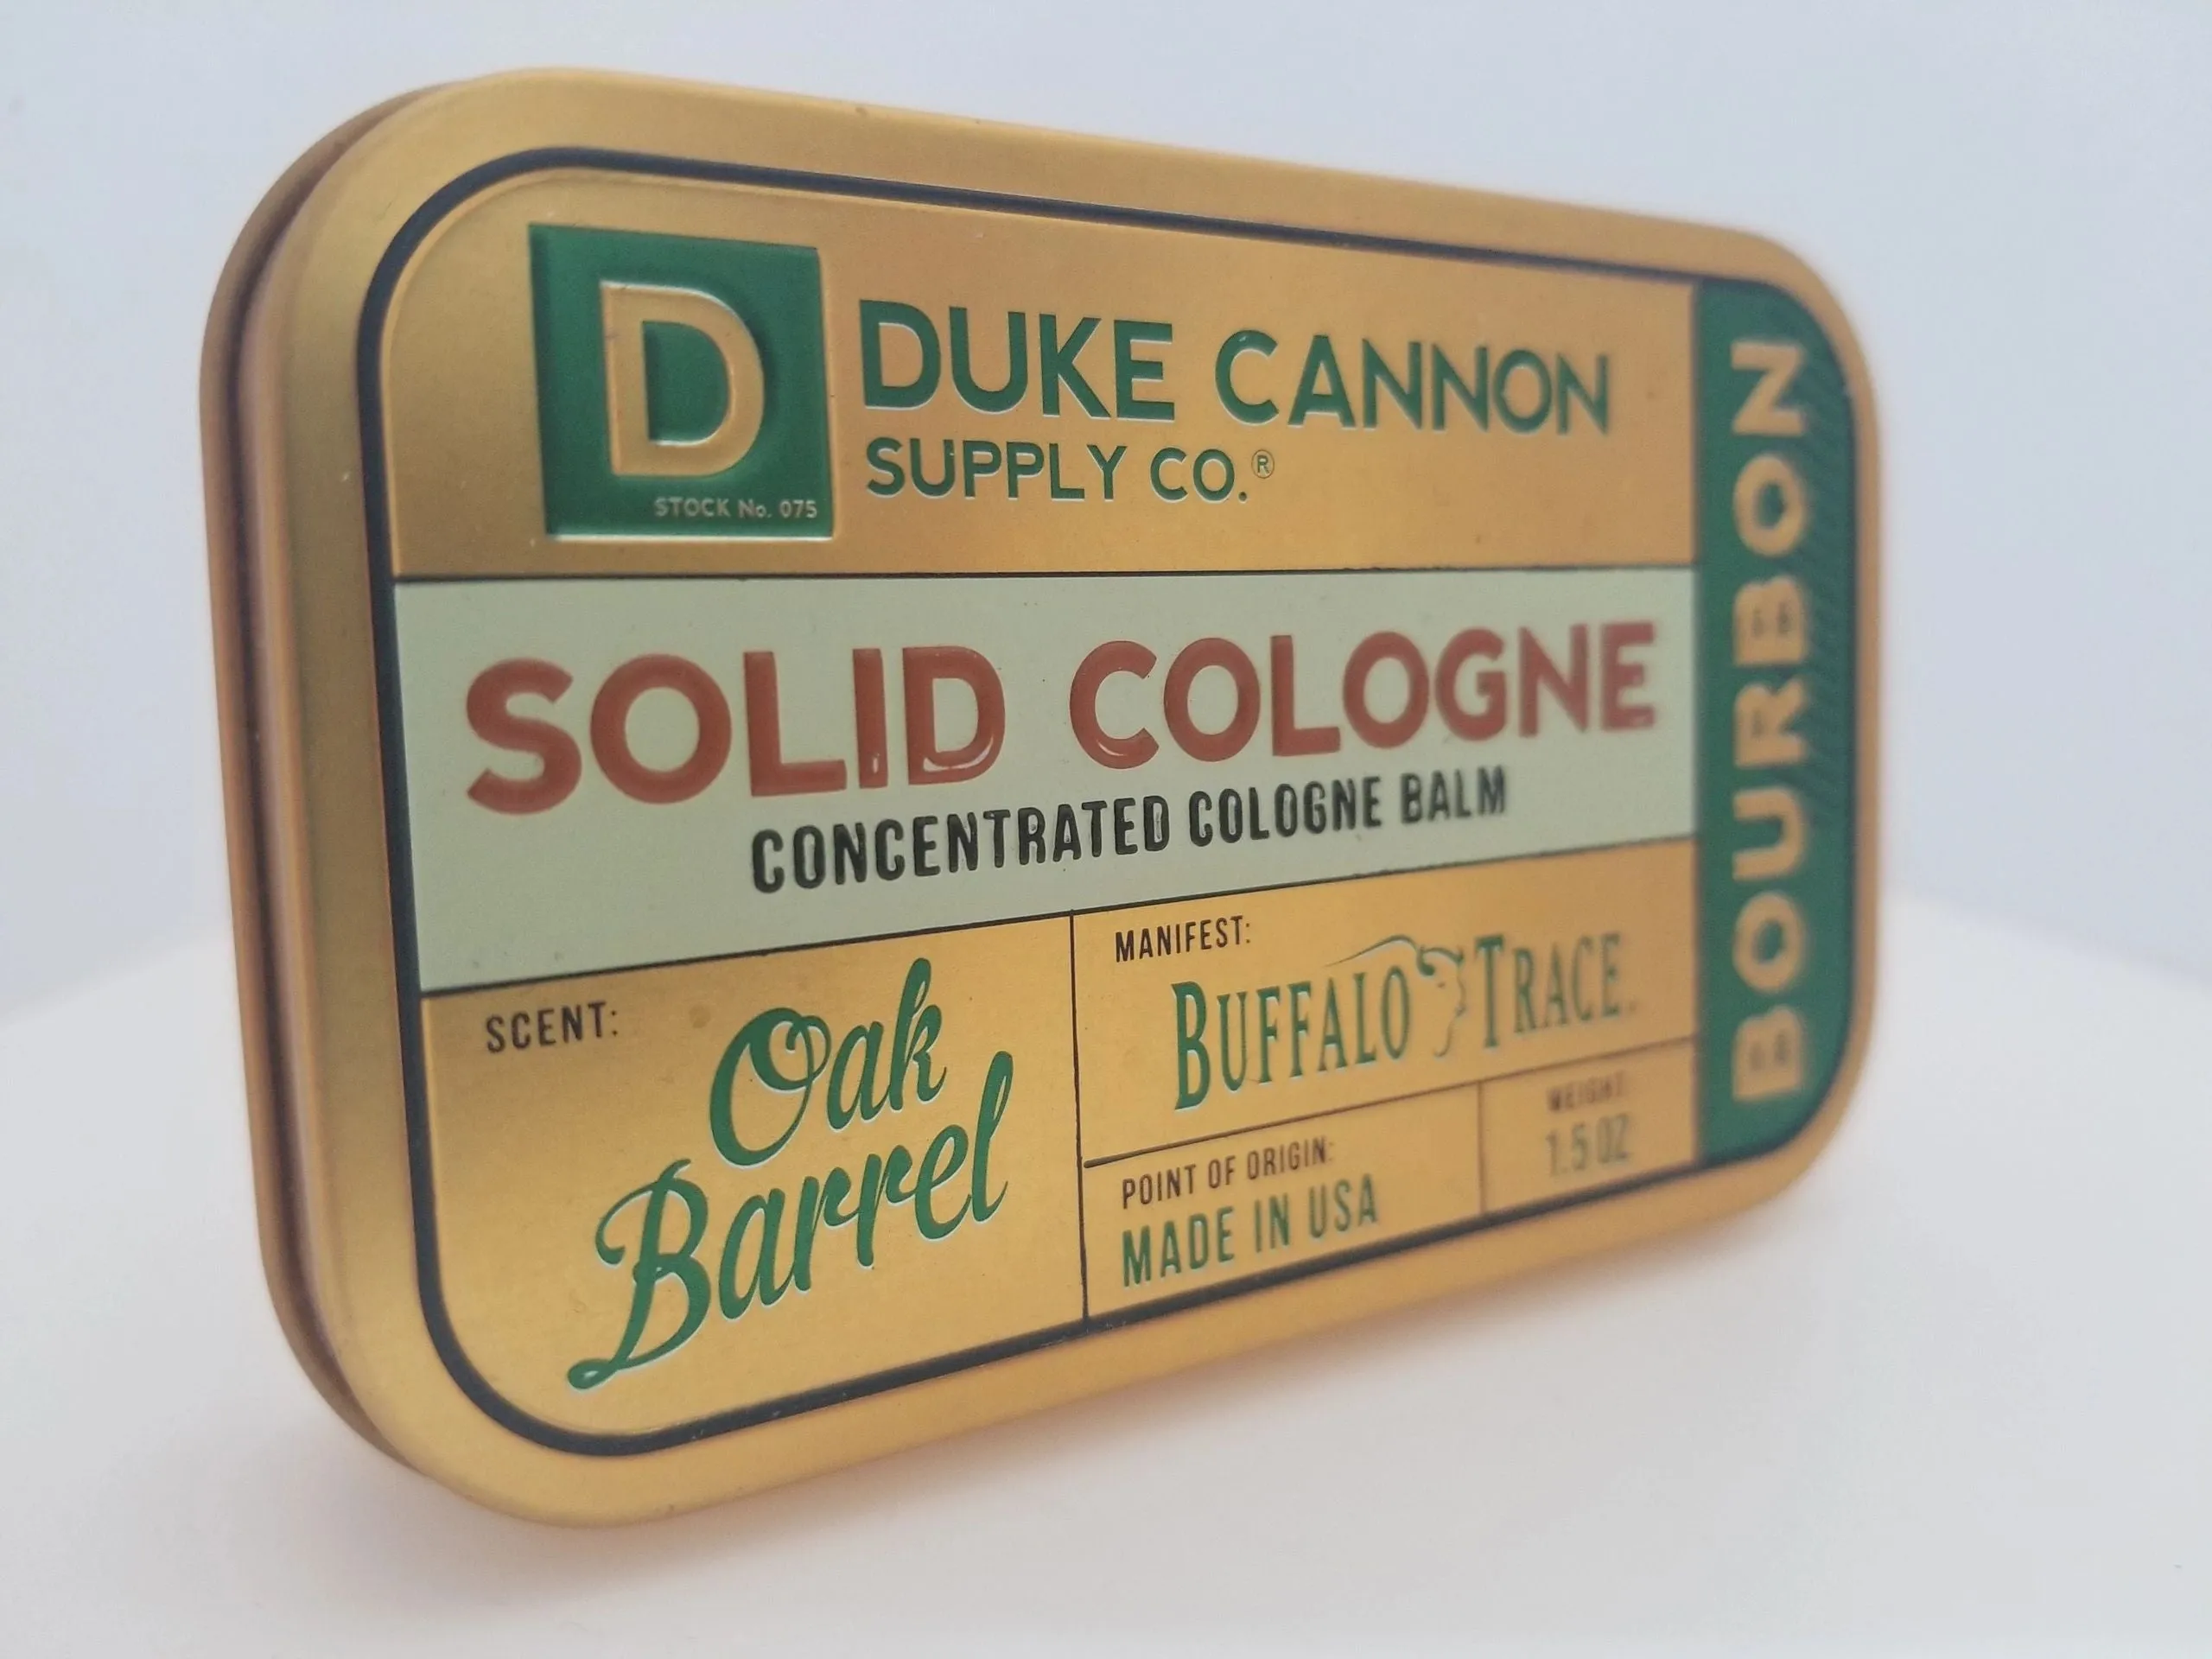 D
STOCK No. 075
DUKE CANNON
SUPPLY CO.®
SOLID COLOGNE
CONCENTRATED COLOGNE BALM
SCENT:
Oak
Barrel
MANIFEST:
BUFFALO TRACE
POINT OF ORIGIN:
MADE IN USA
WEIGHT:
1.5 OZ
BOURBON